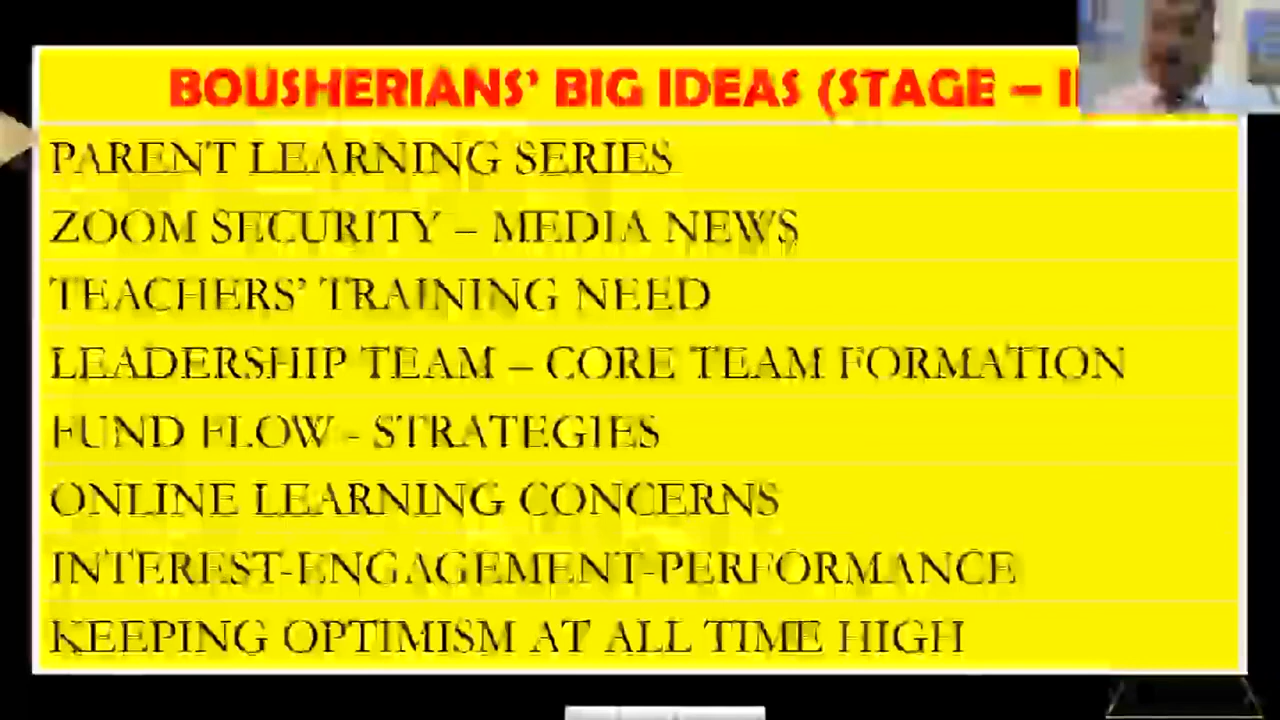 BOUSHERIANS' BIG IDEAS (STAGE –
PARENT LEARNING SERIES
ZOOM SECURITY – MEDIA NEWS
TEACHERS' TRAINING NEED
LEADERSHIP TEAM – CORE TEAM FORMATION
FUND FLOW - STRATEGIES
ONLINE LEARNING CONCERNS
INTEREST-ENGAGEMENT-PERFORMANCE
KEEPING OPTIMISM AT ALL TIME HIGH